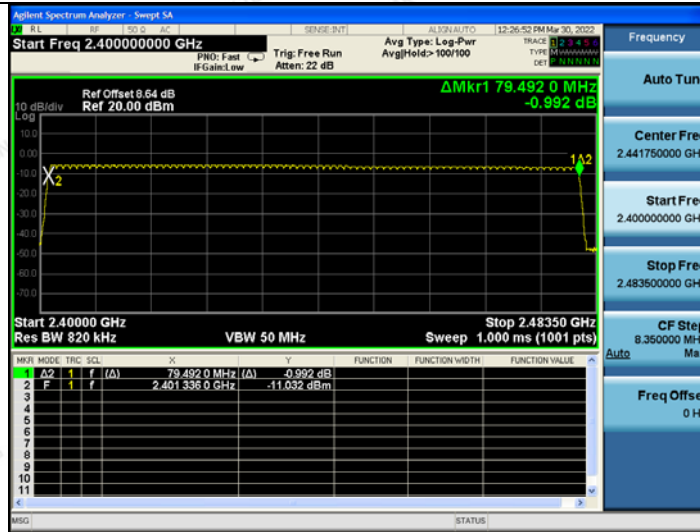 Agilent Spectrum Analyzer - Swept SA
RL RF 50 Ω AC SENSE:INT ALIGN AUTO 12:26:52 PM Mar 30, 2022
Start Freq 2.400000000 GHz
PNO: Fast
IFGain:Low
Trig: Free Run
Atten: 22 dB
Avg Type: Log-Pwr
Avg|Hold:>100/100
TRACE 1 2 3 4 5 6
TYPE M
DET P N N N N N
Ref Offset 8.64 dB
10 dB/div Ref 20.00 dBm
Log
ΔMkr1 79.492 0 MHz
-0.992 dB
10.0
0.00
-10.0
-20.0
-30.0
-40.0
-50.0
-60.0
-70.0
2
1Δ2
Start 2.40000 GHz Stop 2.48350 GHz
Res BW 820 kHz VBW 50 MHz Sweep 1.000 ms (1001 pts)
MKR MODE TRC SCL X Y FUNCTION FUNCTION WIDTH FUNCTION VALUE
1 Δ2 1 f (Δ) 79.492 0 MHz (Δ) -0.992 dB
2 F 1 f 2.401 336 0 GHz -11.032 dBm
3
4
5
6
7
8
9
10
11
MSG STATUS
Frequency
Auto Tun
Center Fre
2.441750000 GH
Start Fre
2.400000000 GH
Stop Fre
2.483500000 GH
CF Step
8.350000 MH
Auto Ma
Freq Offse
0 H